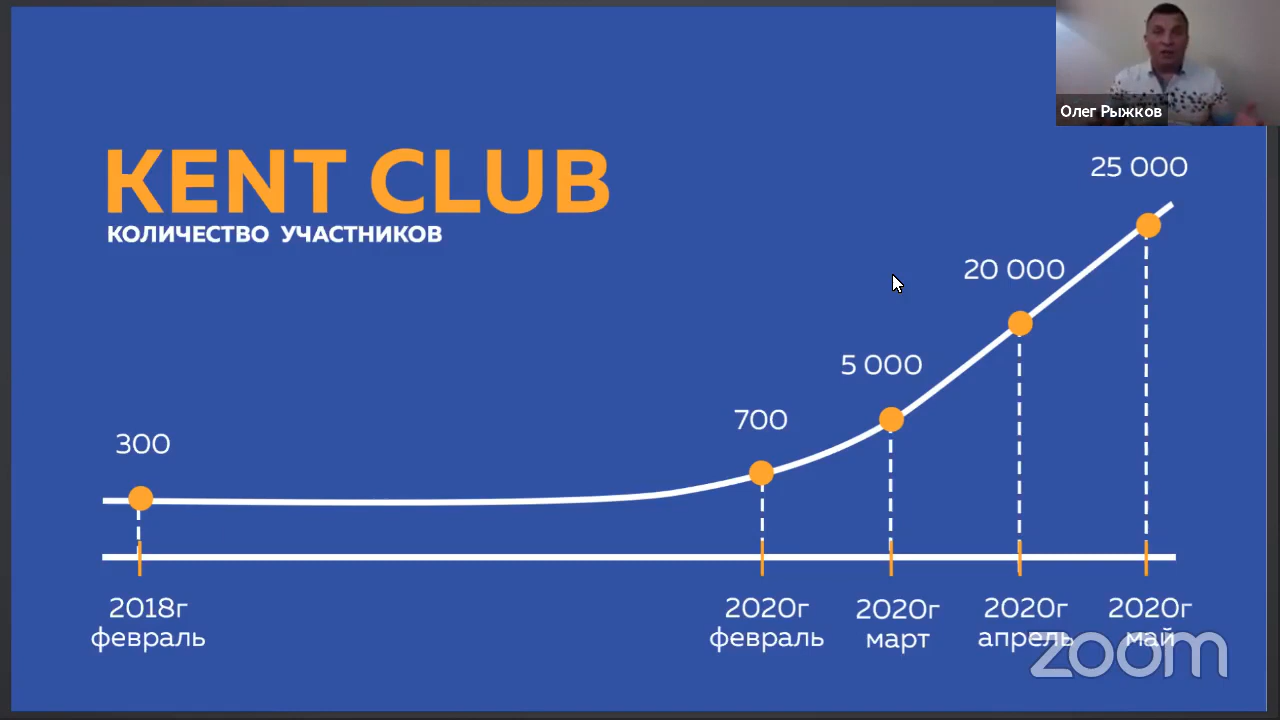 Олег Рыжков
KENT CLUB
КОЛИЧЕСТВО УЧАСТНИКОВ
25 000
20 000
5 000
700
300
2018г
февраль
2020г
февраль
2020г
март
2020г
апрель
2020г
май
zoom